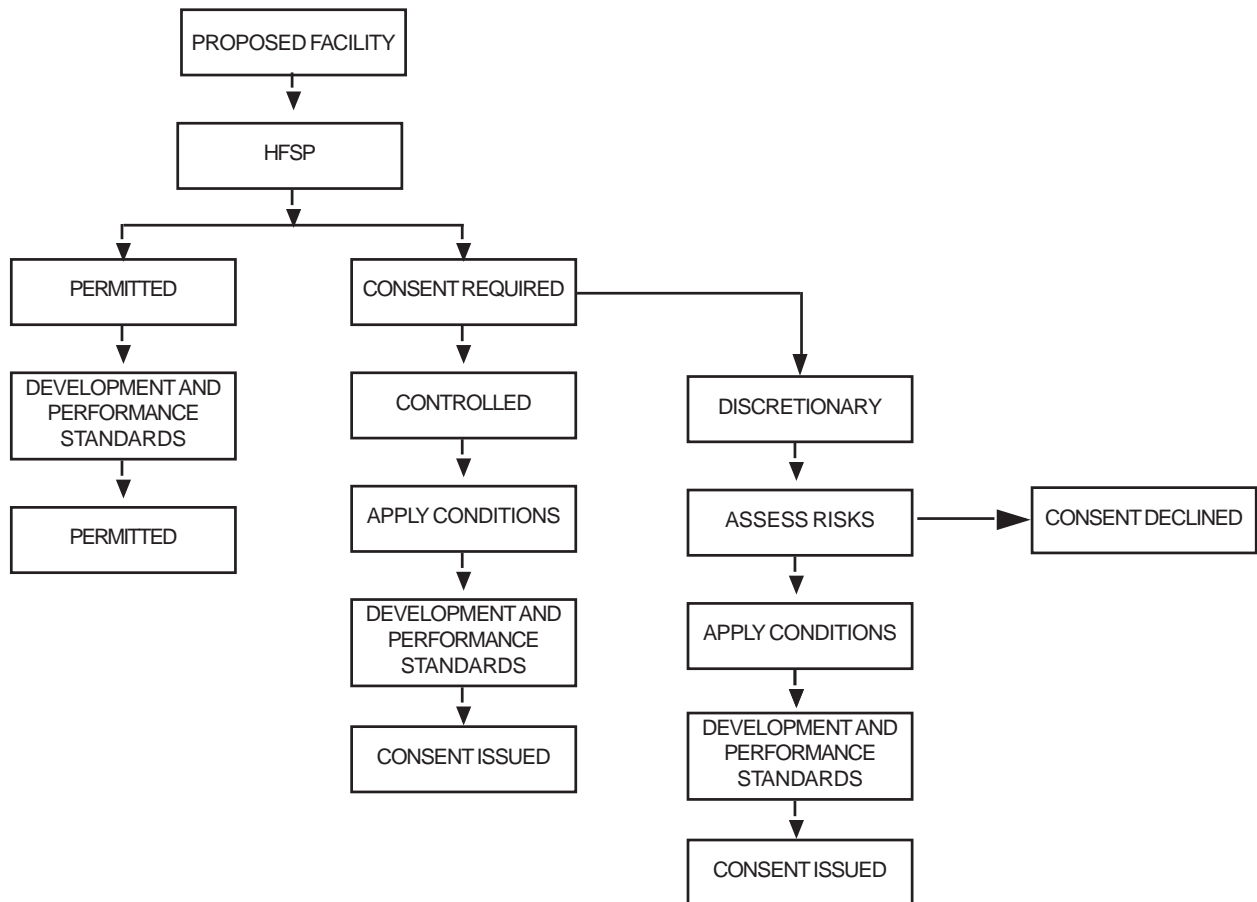 PROPOSED FACILITY
HFSP
PERMITTED
CONSENT REQUIRED
DEVELOPMENT AND
PERFORMANCE
STANDARDS
CONTROLLED
DISCRETIONARY
PERMITTED
APPLY CONDITIONS
ASSESS RISKS
CONSENT DECLINED
DEVELOPMENT AND
PERFORMANCE
STANDARDS
APPLY CONDITIONS
CONSENT ISSUED
DEVELOPMENT AND
PERFORMANCE
STANDARDS
CONSENT ISSUED